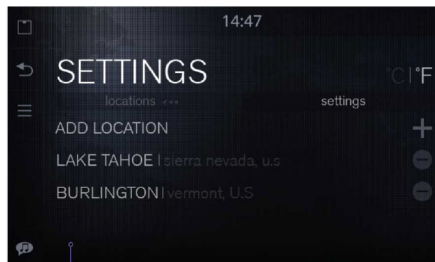 14:47
SETTINGS °C|°F
locations settings
ADD LOCATION
LAKE TAHOE | sierra nevada, u.s
BURLINGTON | vermont, U.S